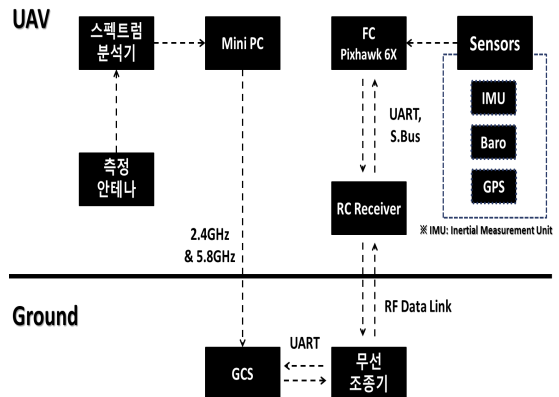 UAV
스펙트럼
분석기
Mini PC
FC
Pixhawk 6X
Sensors
IMU
Baro
GPS
UART,
S.Bus
측정
안테나
RC Receiver
※ IMU: Inertial Measurement Unit
2.4GHz
& 5.8GHz
Ground
RF Data Link
UART
GCS
무선
조종기